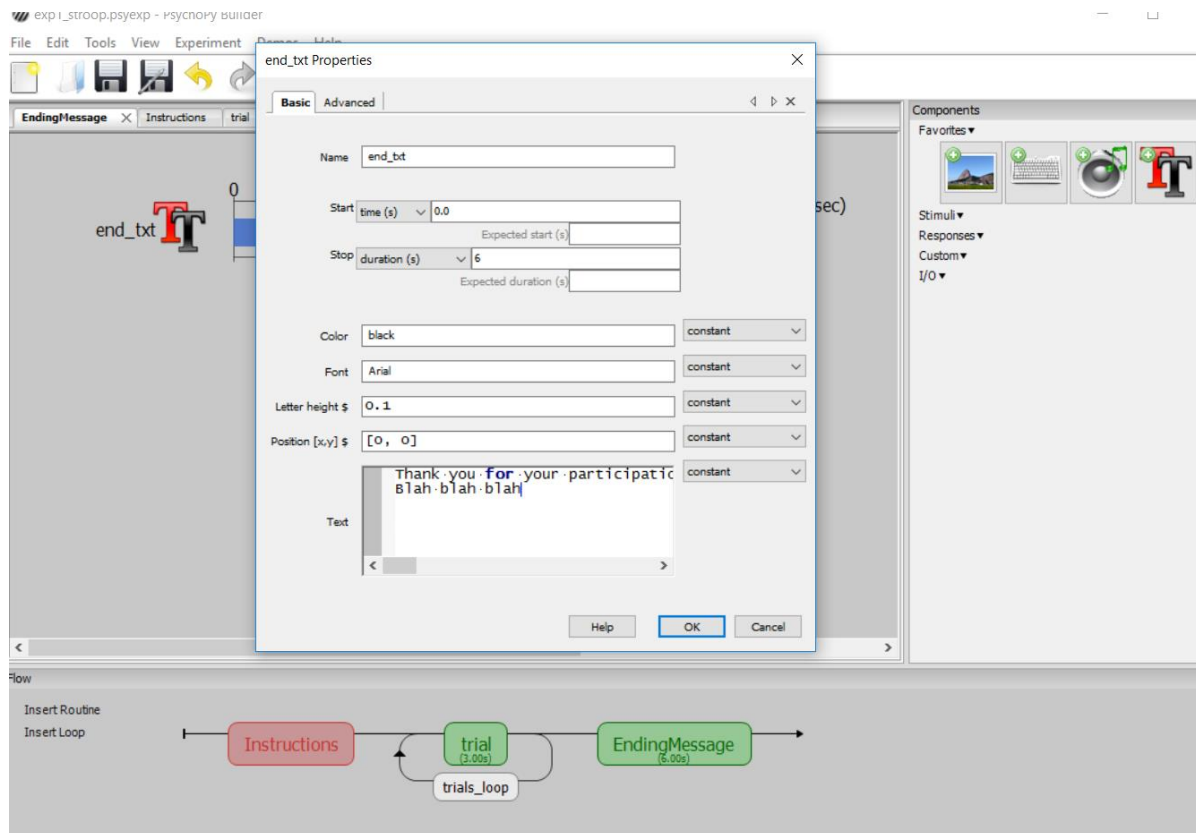 exp1_stroop.psyexp - PsychoPy Builder
File Edit Tools View Experiment Demos Help
end_txt Properties
Basic Advanced
EndingMessage Instructions trial
Name end_txt
0
end_txt
Start time (s) 0.0
Expected start (s)
Stop duration (s) 6
Expected duration (s)
sec)
Color black constant
Font Arial constant
Letter height $ 0.1 constant
Position [x,y] $ [0, 0] constant
Text Thank·you·for·your·participatic constant
Blah·blah·blah
Help OK Cancel
Components
Favorites
Stimuli
Responses
Custom
I/O
Flow
Insert Routine
Insert Loop
Instructions
trial
(3.00s)
trials_loop
EndingMessage
(6.00s)